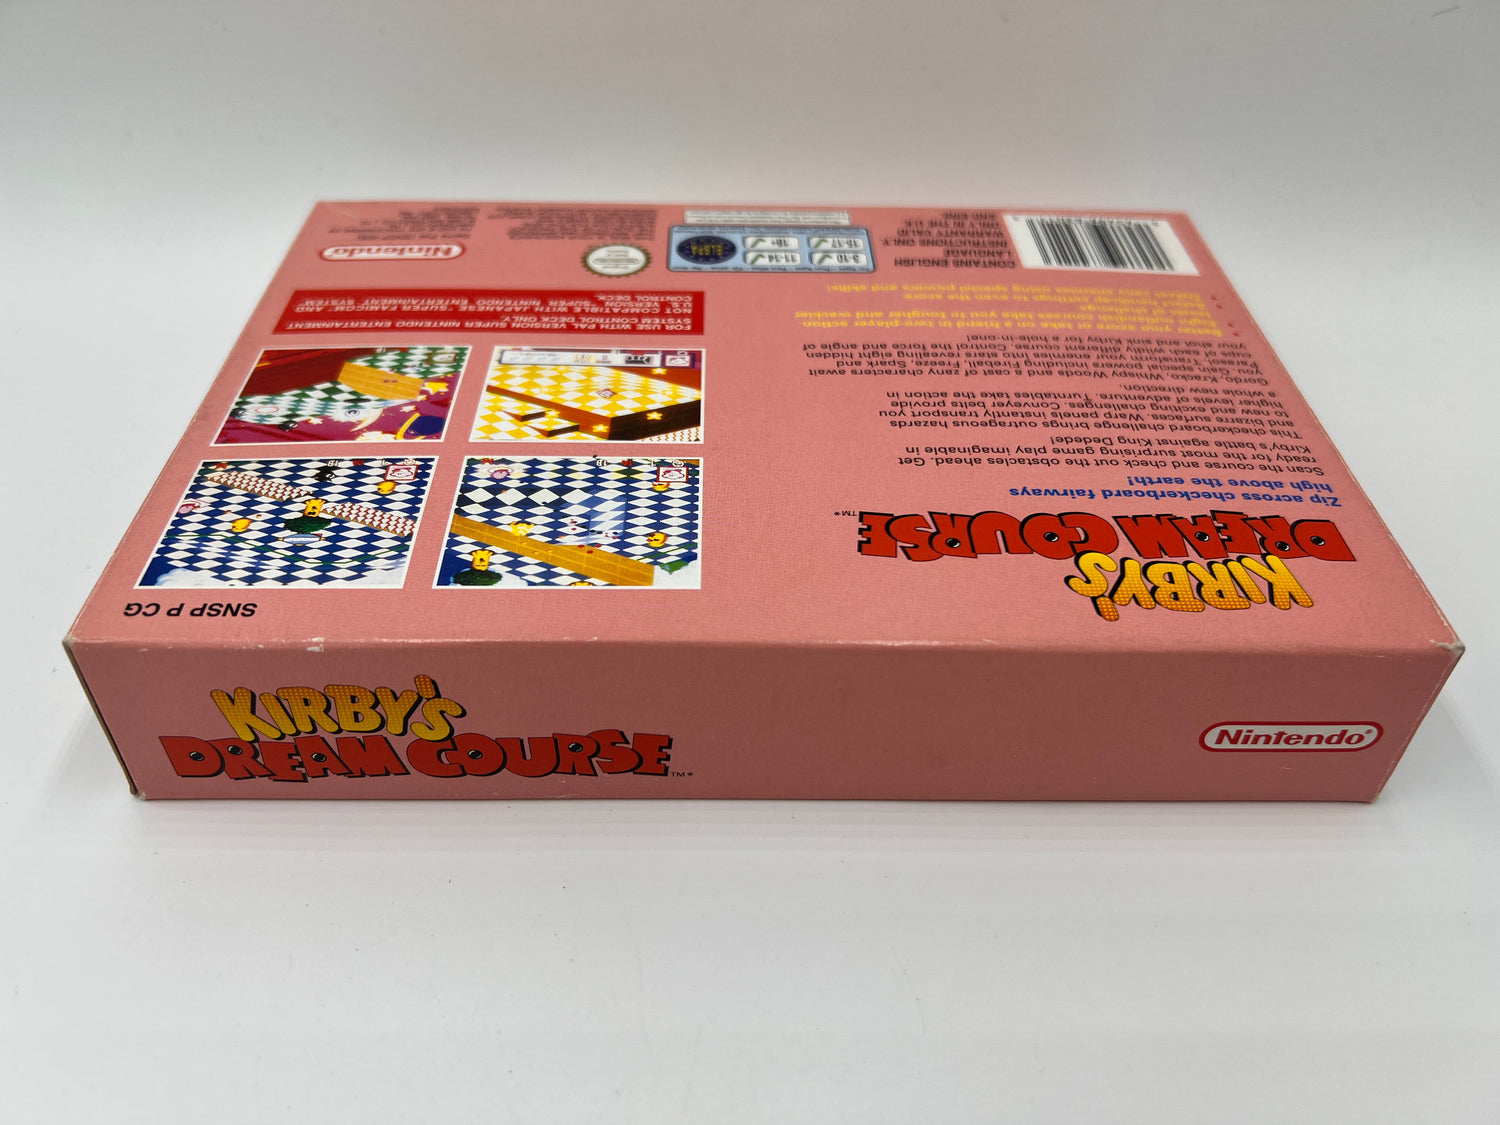 KIRBY'S
DREAM COURSE™*
Nintendo®
SNSP P CG
KIRBY'S
DREAM COURSE™*
Zip across checkerboard fairways
high above the earth!
Scan the course and check out the obstacles ahead. Get
ready for the most surprising game play imaginable in
Kirby's battle against King Dedede!
This checkerboard challenge brings outrageous hazards
and bizarre surfaces. Warp panels instantly transport you
to new and exciting challenges. Conveyer belts provide
higher levels of adventure. Turntables take the action in
a whole new direction.
Gordo, Kracko, Whispy Woods and a cast of zany characters await
you. Gain special powers including Fireball, Freeze, Spark and
Parasol. Transform your enemies into stars revealing eight hidden
cups of each wildly different course. Control the force and angle of
your shot and sink Kirby for a hole-in-one!
Better your score or take on a friend in two-player action.
Eight courses take you to tougher and wackier
levels of challenge.
Select handicap settings to even the score
Defeat zany enemies using special powers and skills!
FOR USE WITH PAL VERSION SUPER NINTENDO ENTERTAINMENT
SYSTEM CONTROL DECK ONLY.
NOT COMPATIBLE WITH JAPANESE "SUPER FAMICOM" AND
U.S. VERSION "SUPER NINTENDO ENTERTAINMENT SYSTEM"
CONTROL DECK.
Nintendo
3-10 11-14
15-17 18+
ELSPA
CONTAINS ENGLISH
LANGUAGE
INSTRUCTIONS ONLY
WARRANTY VALID
ONLY IN THE U.K.
AND EIRE